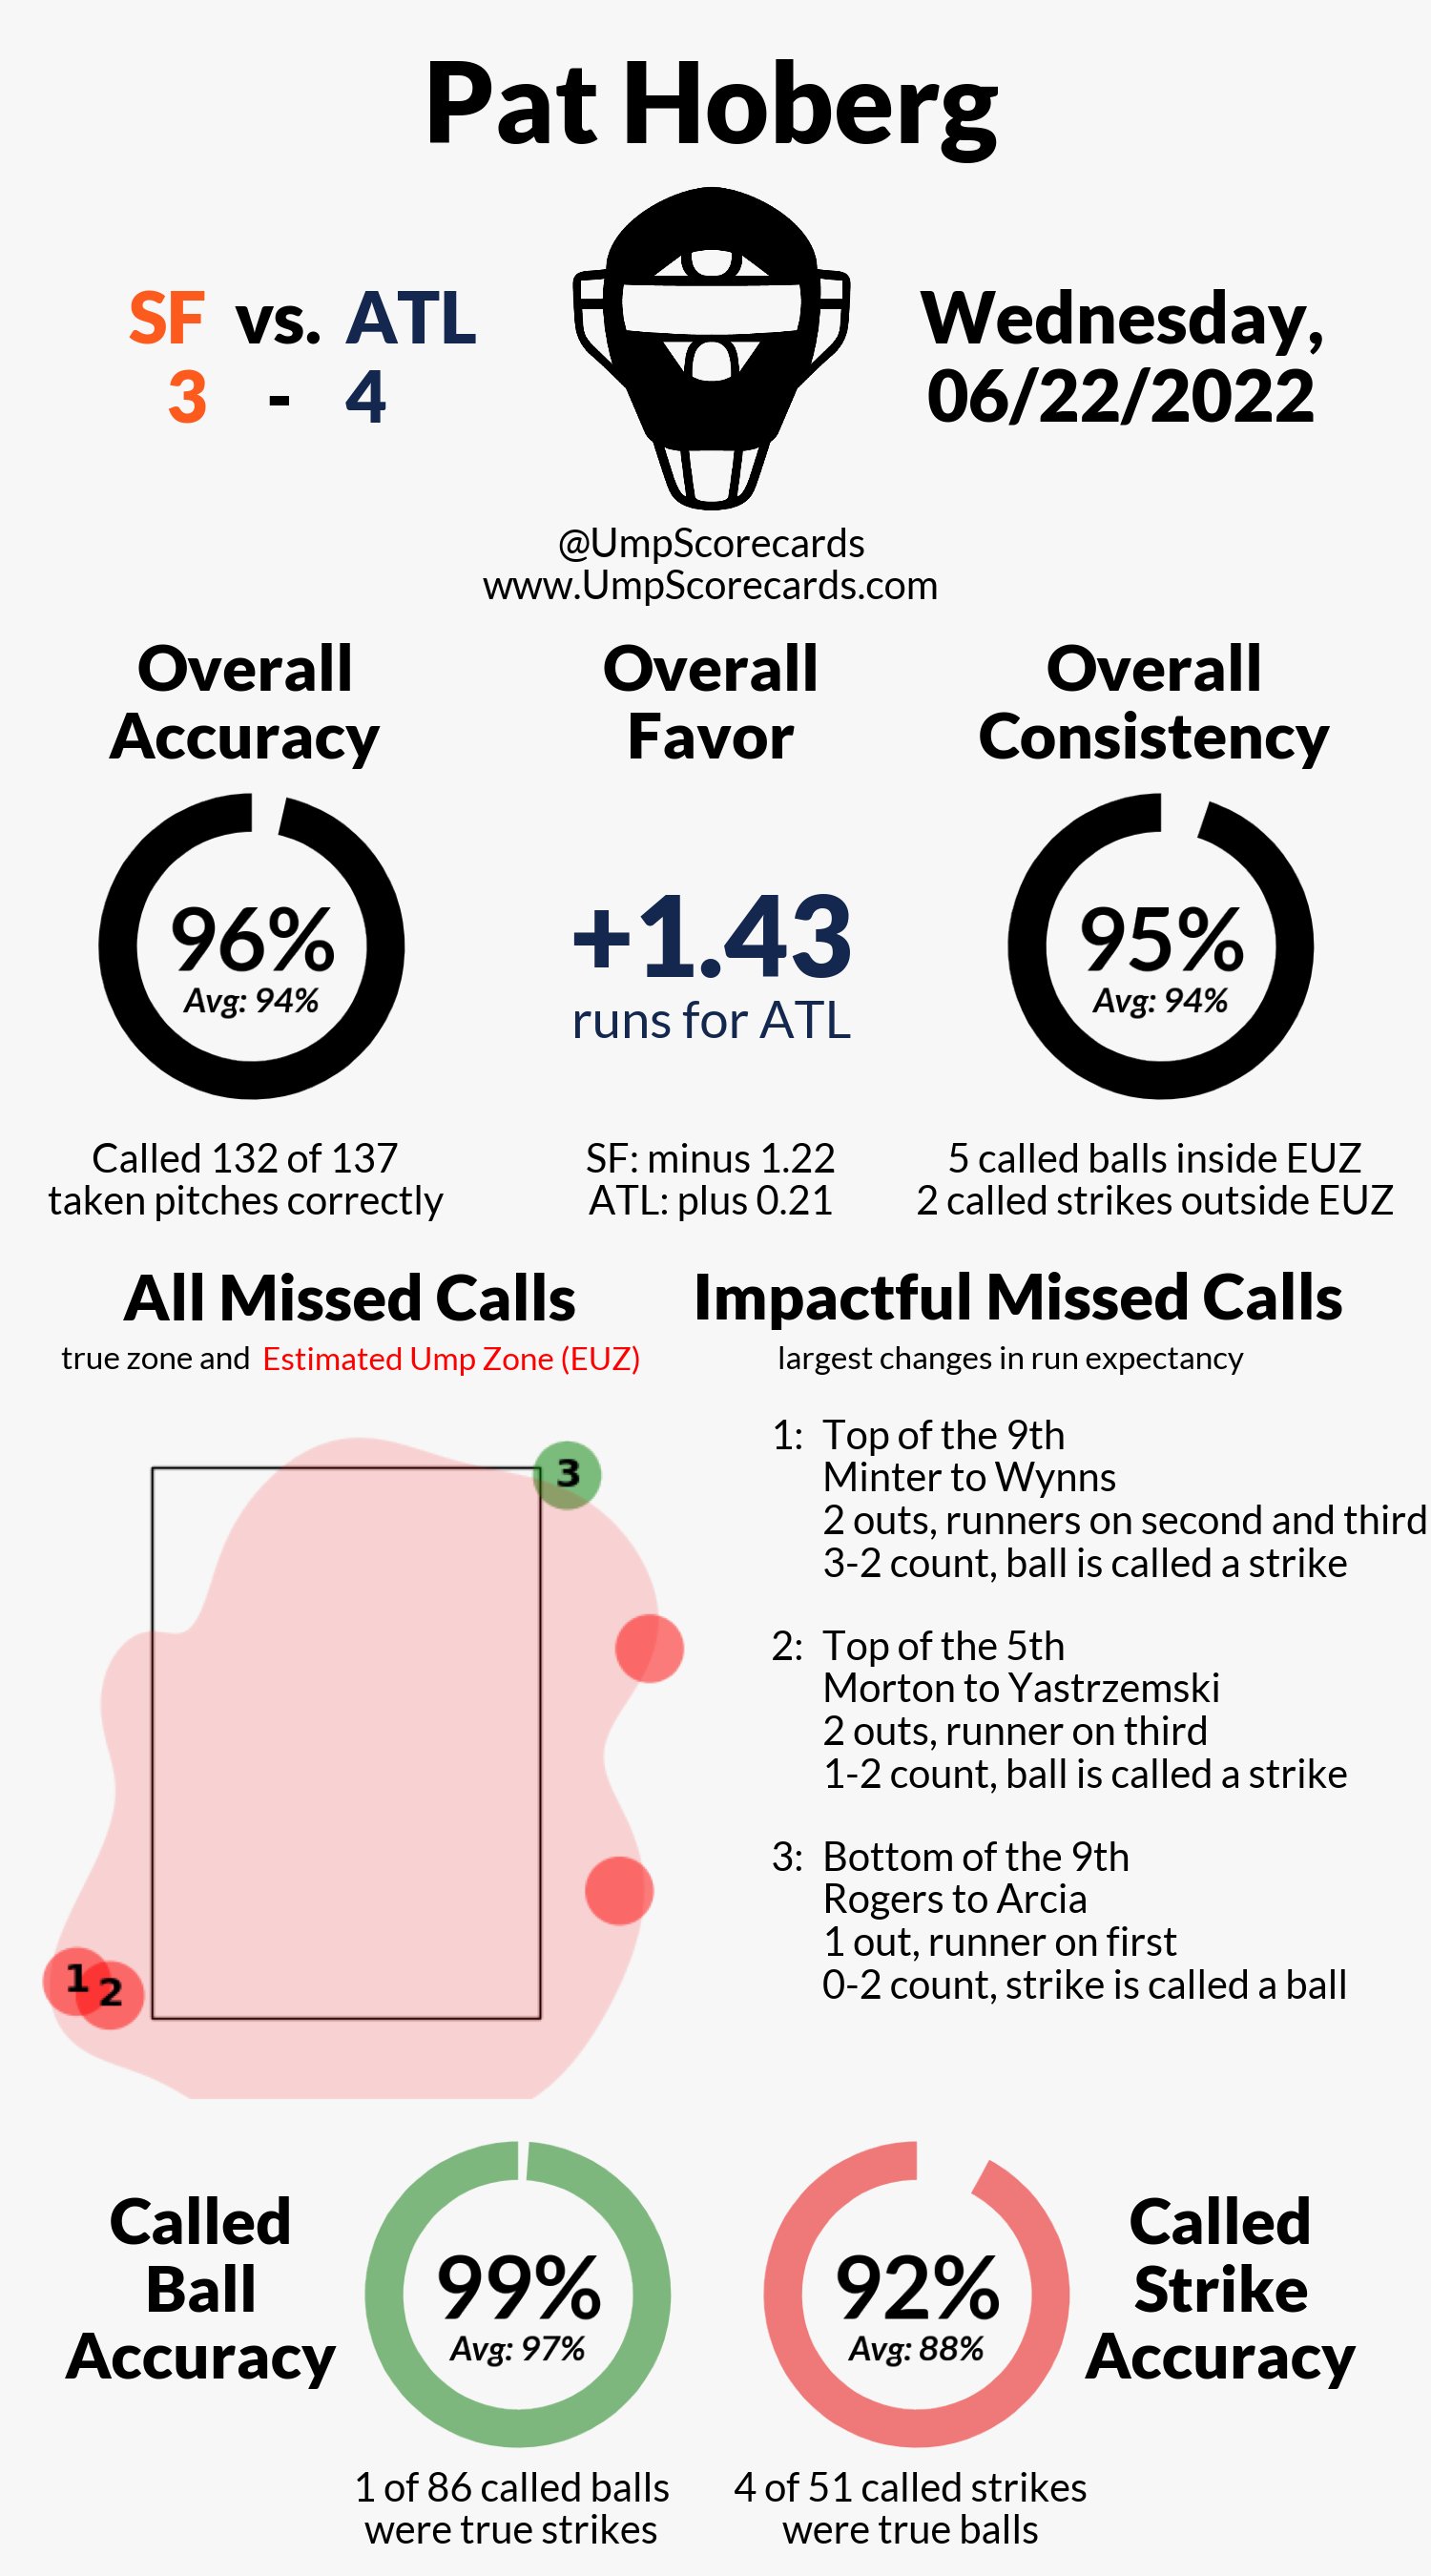 Pat Hoberg
SF vs. ATL
3 - 4
Wednesday,
06/22/2022
@UmpScorecards
www.UmpScorecards.com
Overall
Accuracy
96%
Avg: 94%
Called 132 of 137
taken pitches correctly
Overall
Favor
+1.43
runs for ATL
SF: minus 1.22
ATL: plus 0.21
Overall
Consistency
95%
Avg: 94%
5 called balls inside EUZ
2 called strikes outside EUZ
All Missed Calls
true zone and Estimated Ump Zone (EUZ)
3
1 2
Impactful Missed Calls
largest changes in run expectancy
1: Top of the 9th
Minter to Wynns
2 outs, runners on second and third
3-2 count, ball is called a strike
2: Top of the 5th
Morton to Yastrzemski
2 outs, runner on third
1-2 count, ball is called a strike
3: Bottom of the 9th
Rogers to Arcia
1 out, runner on first
0-2 count, strike is called a ball
Called
Ball
Accuracy
99%
Avg: 97%
1 of 86 called balls
were true strikes
92%
Avg: 88%
4 of 51 called strikes
were true balls
Called
Strike
Accuracy